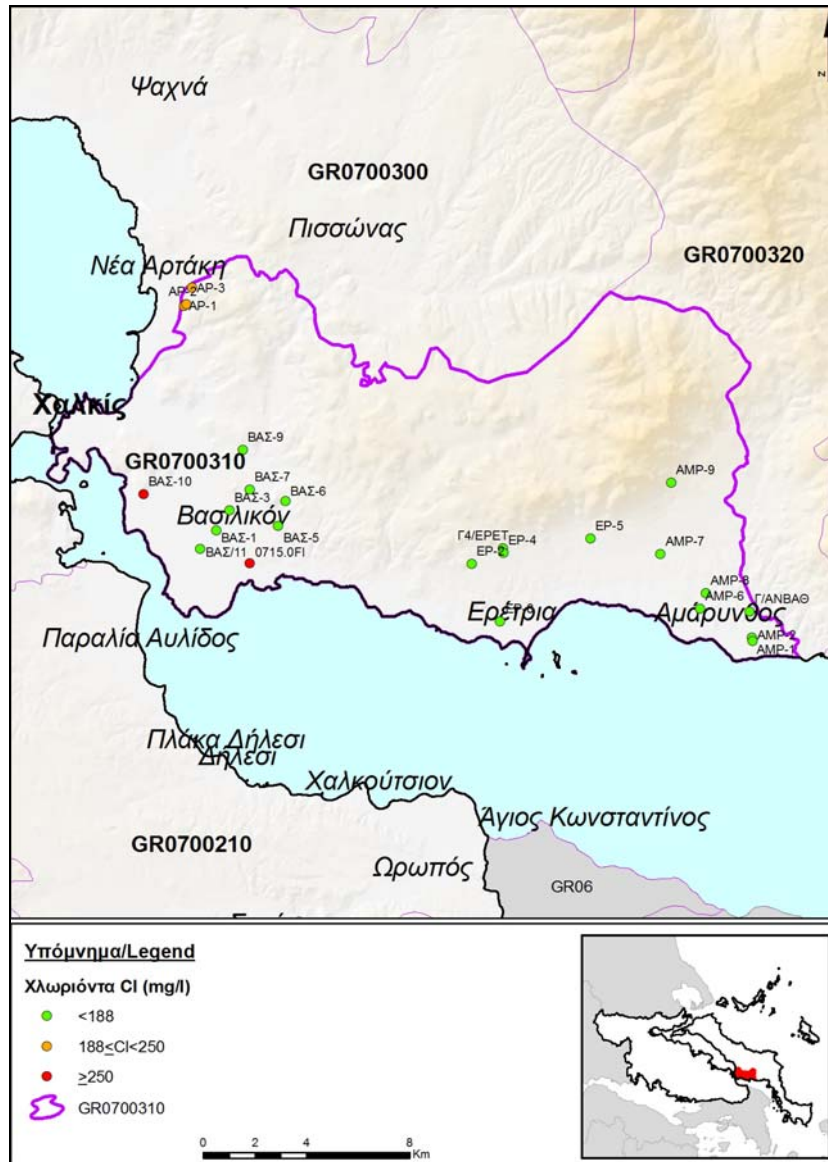 Ψαχνά
GR0700300
Πισσώνας
GR0700320
Νέα Αρτάκη
ΑΡ-3
ΑΡ-2
ΑΡ-1
Χαλκίς
ΒΑΣ-9
GR0700310
ΒΑΣ-10
ΒΑΣ-7
ΒΑΣ-6
ΒΑΣ-3
Βασιλικόν
ΒΑΣ-1
ΒΑΣ-5
ΒΑΣ/11
0715.0FI
ΑΜΡ-9
Γ4/ΕΡΕΤ
ΕΡ-5
ΕΡ-4
ΕΡ-2
ΑΜΡ-7
ΑΜΡ-8
ΑΜΡ-6
Γ/ΑΝΒΑΘ
Ερέτρια
Αμάρυνθος
ΑΜΡ-2
ΑΜΡ-1
Παραλία Αυλίδος
Πλάκα Δήλεσι
Δήλεσι
Χαλκούτσιον
Άγιος Κωνσταντίνος
GR0700210
Ωρωπός
GR06
Υπόμνημα/Legend
Χλωριόντα Cl (mg/l)
<188
188≤Cl<250
≥250
GR0700310
0 2 4 8
Km